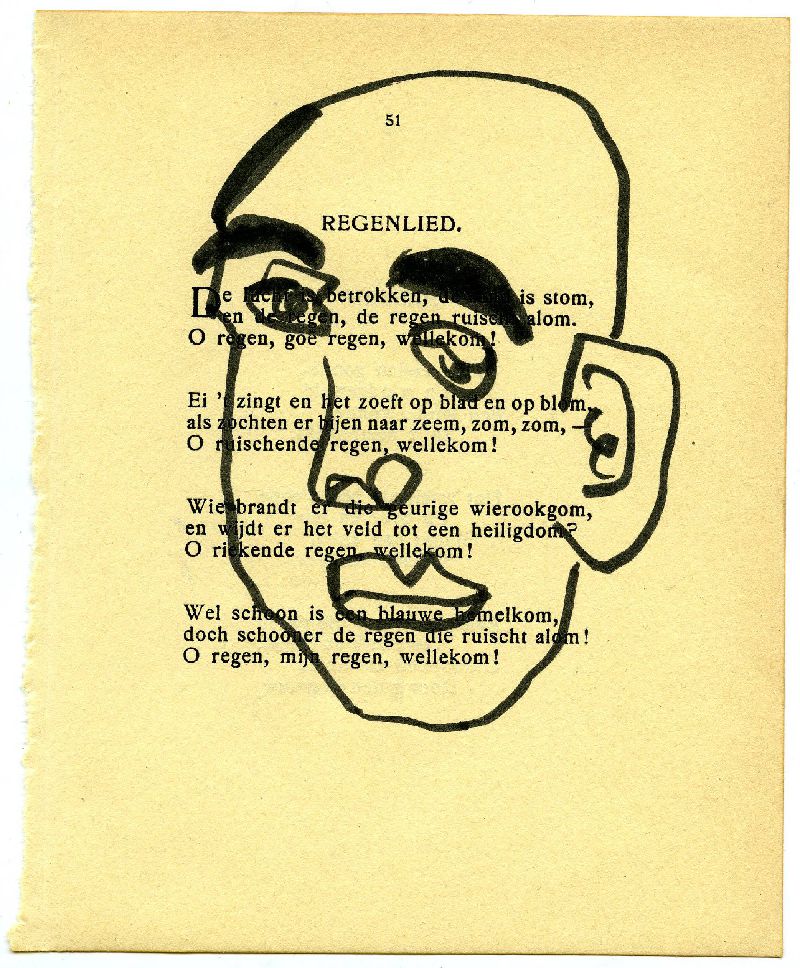 51
REGENLIED.
De lucht is betrokken, de is stom,
en de regen, de regen ruischt alom.
O regen, goê regen, wellekom!
Ei 't zingt en het zoeft op blad en op blom,
als zochten er bijen naar zeem, zom, zom, —
O ruischende regen, wellekom!
Wie brandt er die geurige wierookgom,
en wijdt er het veld tot een heiligdom?
O riekende regen, wellekom!
Wel schoon is een blauwe hemelkom,
doch schooner de regen die ruischt alom!
O regen, mijn regen, wellekom!